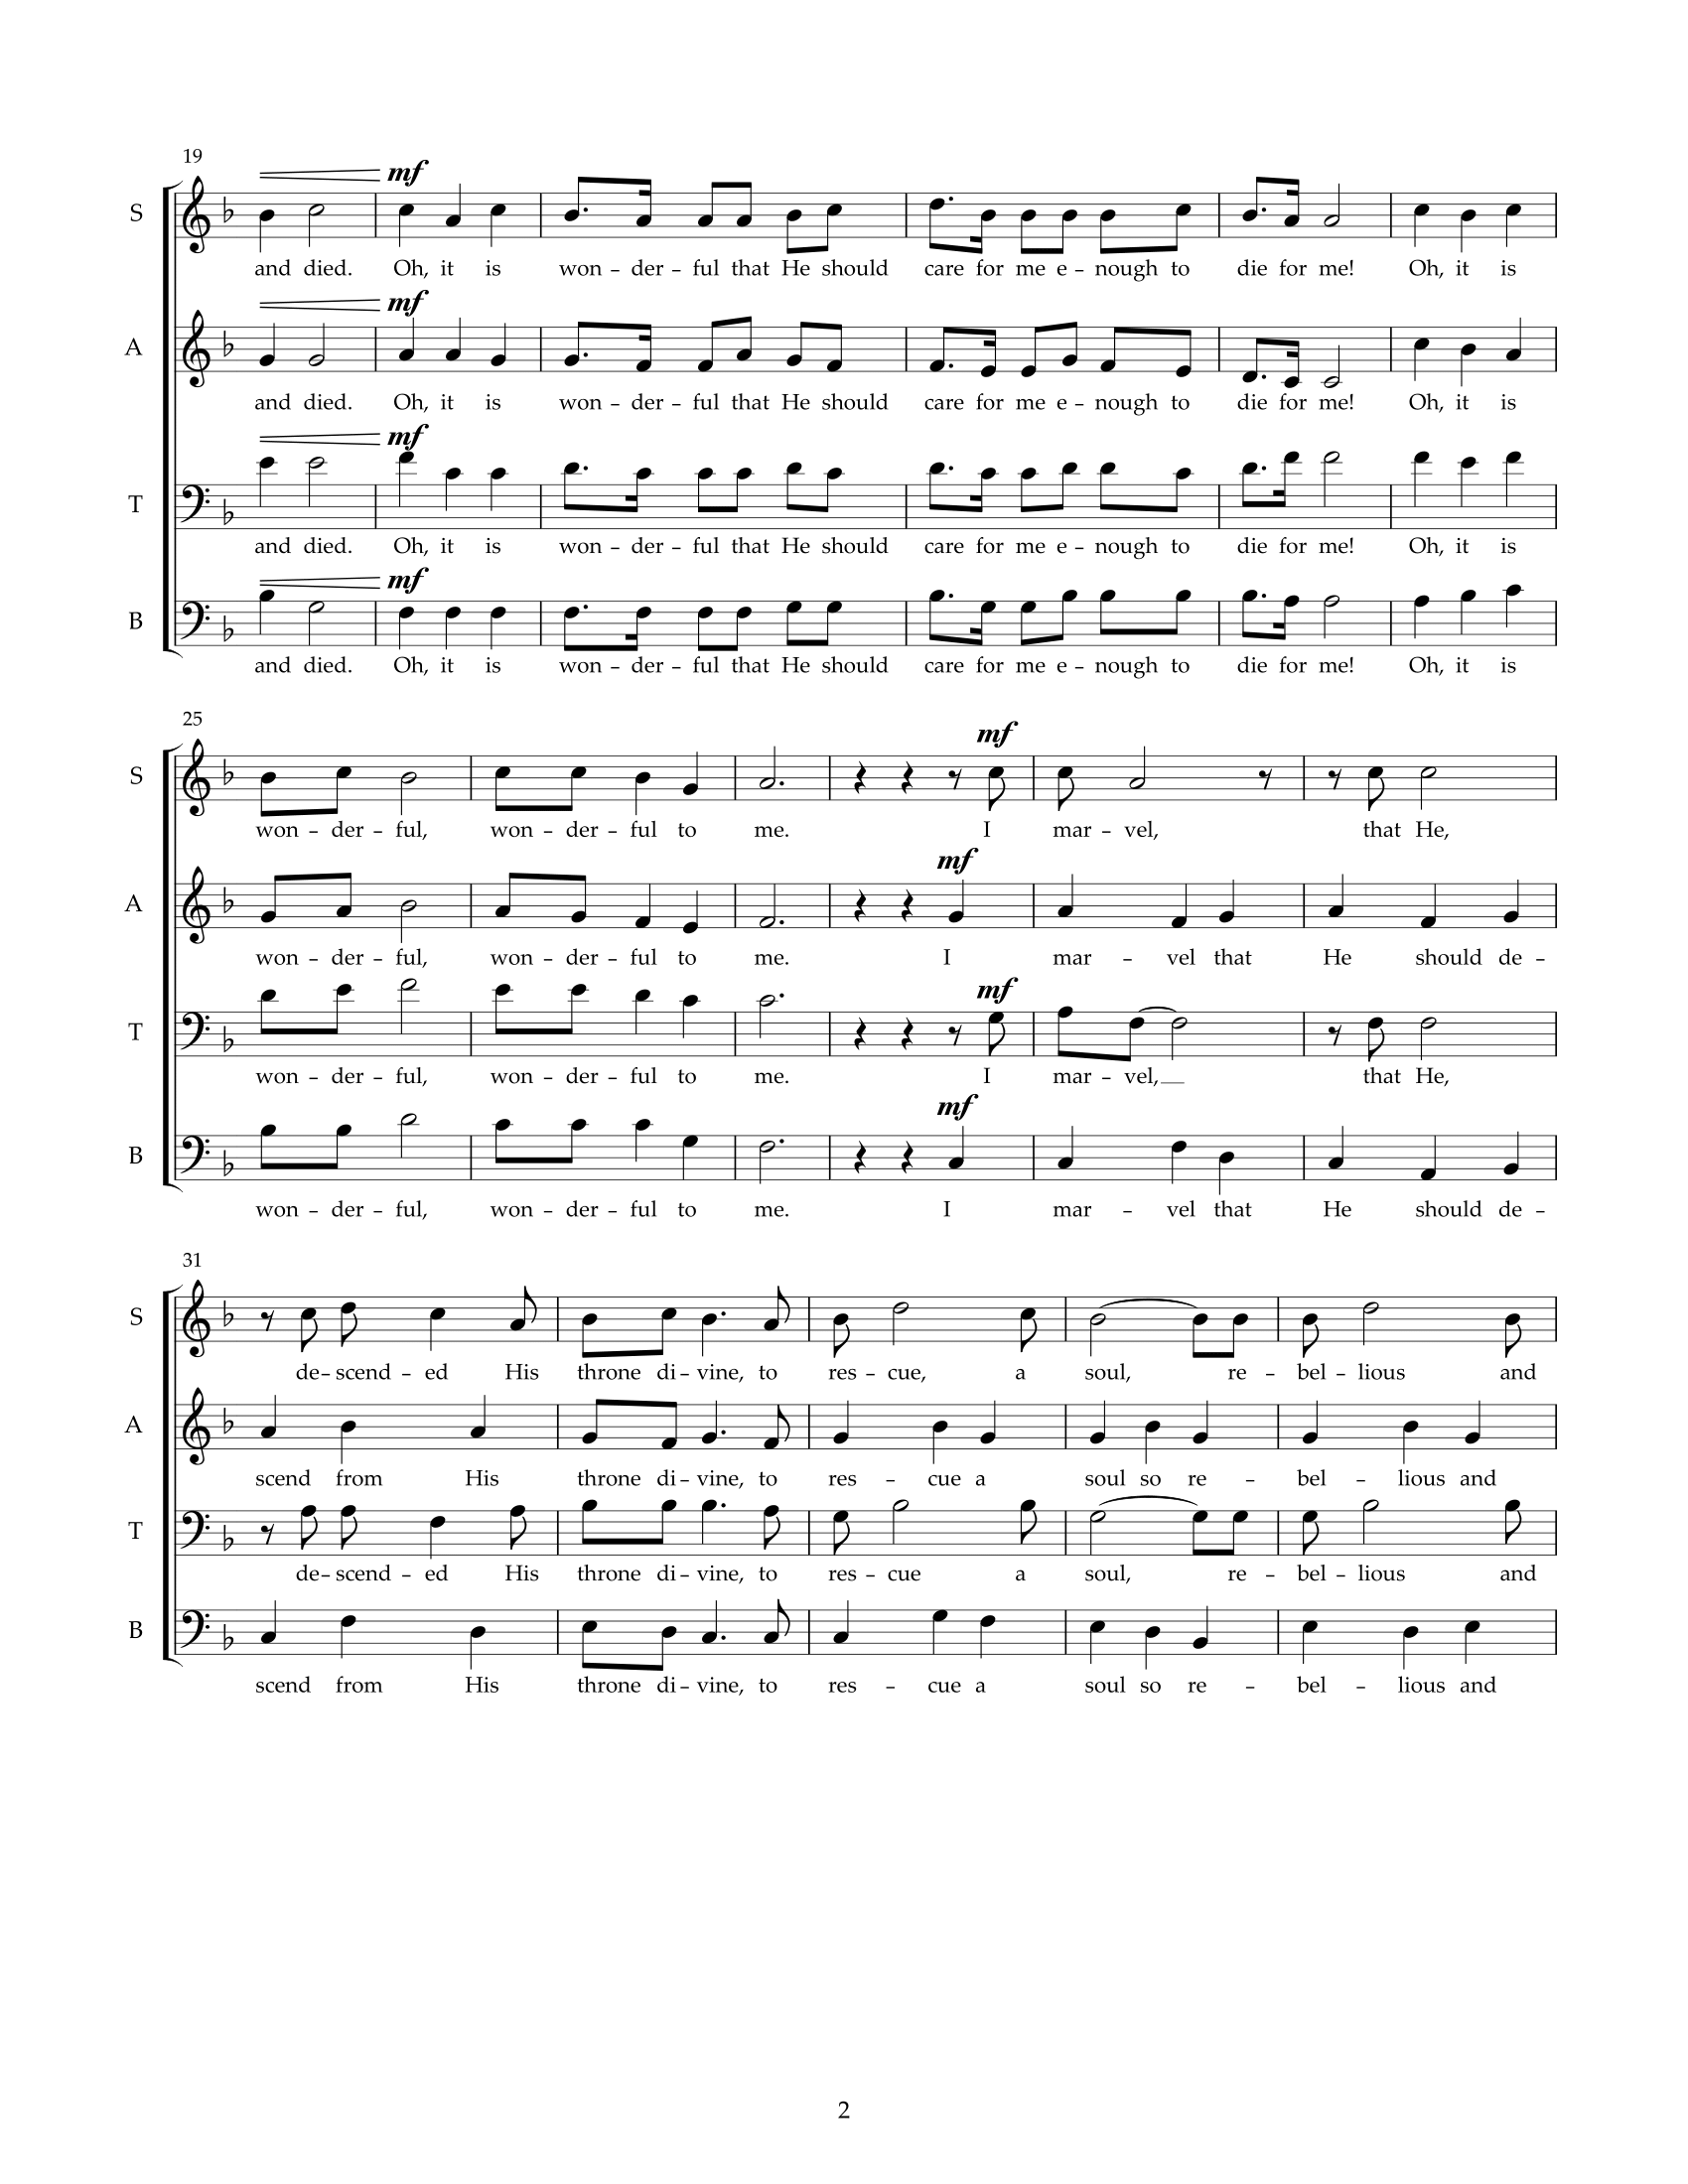 19
mf
S
and died. Oh, it is won – der – ful that He should care for me e – nough to die for me! Oh, it is
mf
A
and died. Oh, it is won – der – ful that He should care for me e – nough to die for me! Oh, it is
mf
T
and died. Oh, it is won – der – ful that He should care for me e – nough to die for me! Oh, it is
mf
B
and died. Oh, it is won – der – ful that He should care for me e – nough to die for me! Oh, it is
25
mf
S
won – der – ful, won – der – ful to me. I mar – vel, that He,
mf
A
won – der – ful, won – der – ful to me. I mar – vel that He should de –
mf
T
won – der – ful, won – der – ful to me. I mar – vel, __ that He,
mf
B
won – der – ful, won – der – ful to me. I mar – vel that He should de –
31
S
de – scend – ed His throne di – vine, to res – cue, a soul, re – bel – lious and
A
scend from His throne di – vine, to res – cue a soul so re – bel – lious and
T
de – scend – ed His throne di – vine, to res – cue a soul, re – bel – lious and
B
scend from His throne di – vine, to res – cue a soul so re – bel – lious and
2